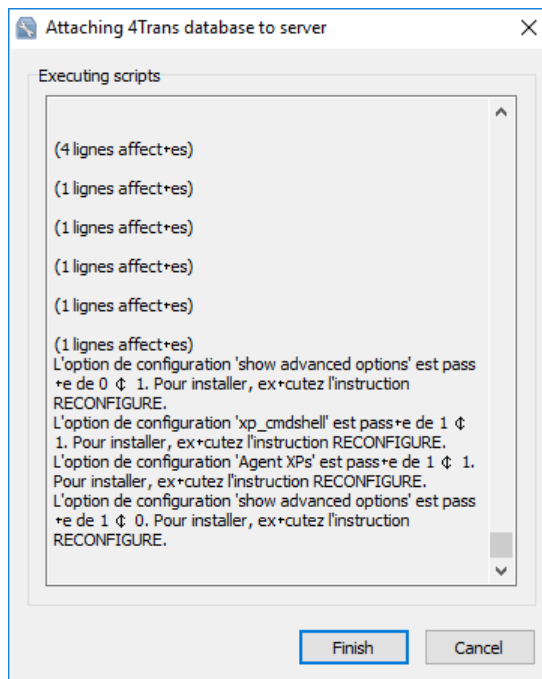 Attaching 4Trans database to server
Executing scripts
(4 lignes affect+es)
(1 lignes affect+es)
(1 lignes affect+es)
(1 lignes affect+es)
(1 lignes affect+es)
(1 lignes affect+es)
L'option de configuration 'show advanced options' est pass
+e de 0 ¢ 1. Pour installer, ex+cutez l'instruction
RECONFIGURE.
L'option de configuration 'xp_cmdshell' est pass+e de 1 ¢
1. Pour installer, ex+cutez l'instruction RECONFIGURE.
L'option de configuration 'Agent XPs' est pass+e de 1 ¢ 1.
Pour installer, ex+cutez l'instruction RECONFIGURE.
L'option de configuration 'show advanced options' est pass
+e de 1 ¢ 0. Pour installer, ex+cutez l'instruction
RECONFIGURE.
Finish
Cancel